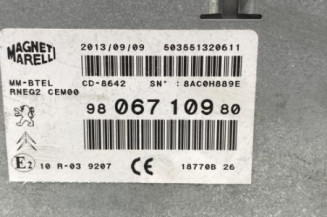 MAGNETI 2013/09/09 503551320611
MARELLI
MM-BTEL CD-8642 SN° :8AC0H889E
RNEG2 CEM00
98 067 109 80
E2 10 R-03 9207 CE 18770B 26